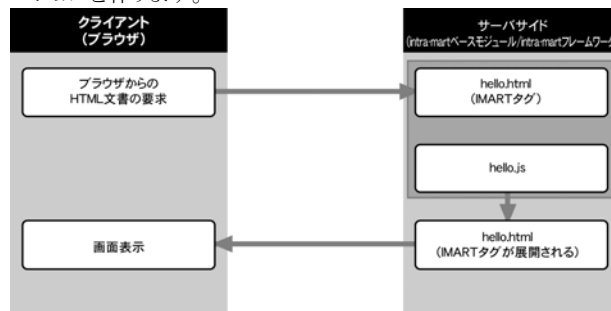 クライアント
(ブラウザ)
サーバサイド
(intra-martベースモジュール/intra-martフレームワーク
ブラウザからの
HTML文書の要求
hello.html
(IMARTタグ)
hello.js
画面表示
hello.html
(IMARTタグが展開される)